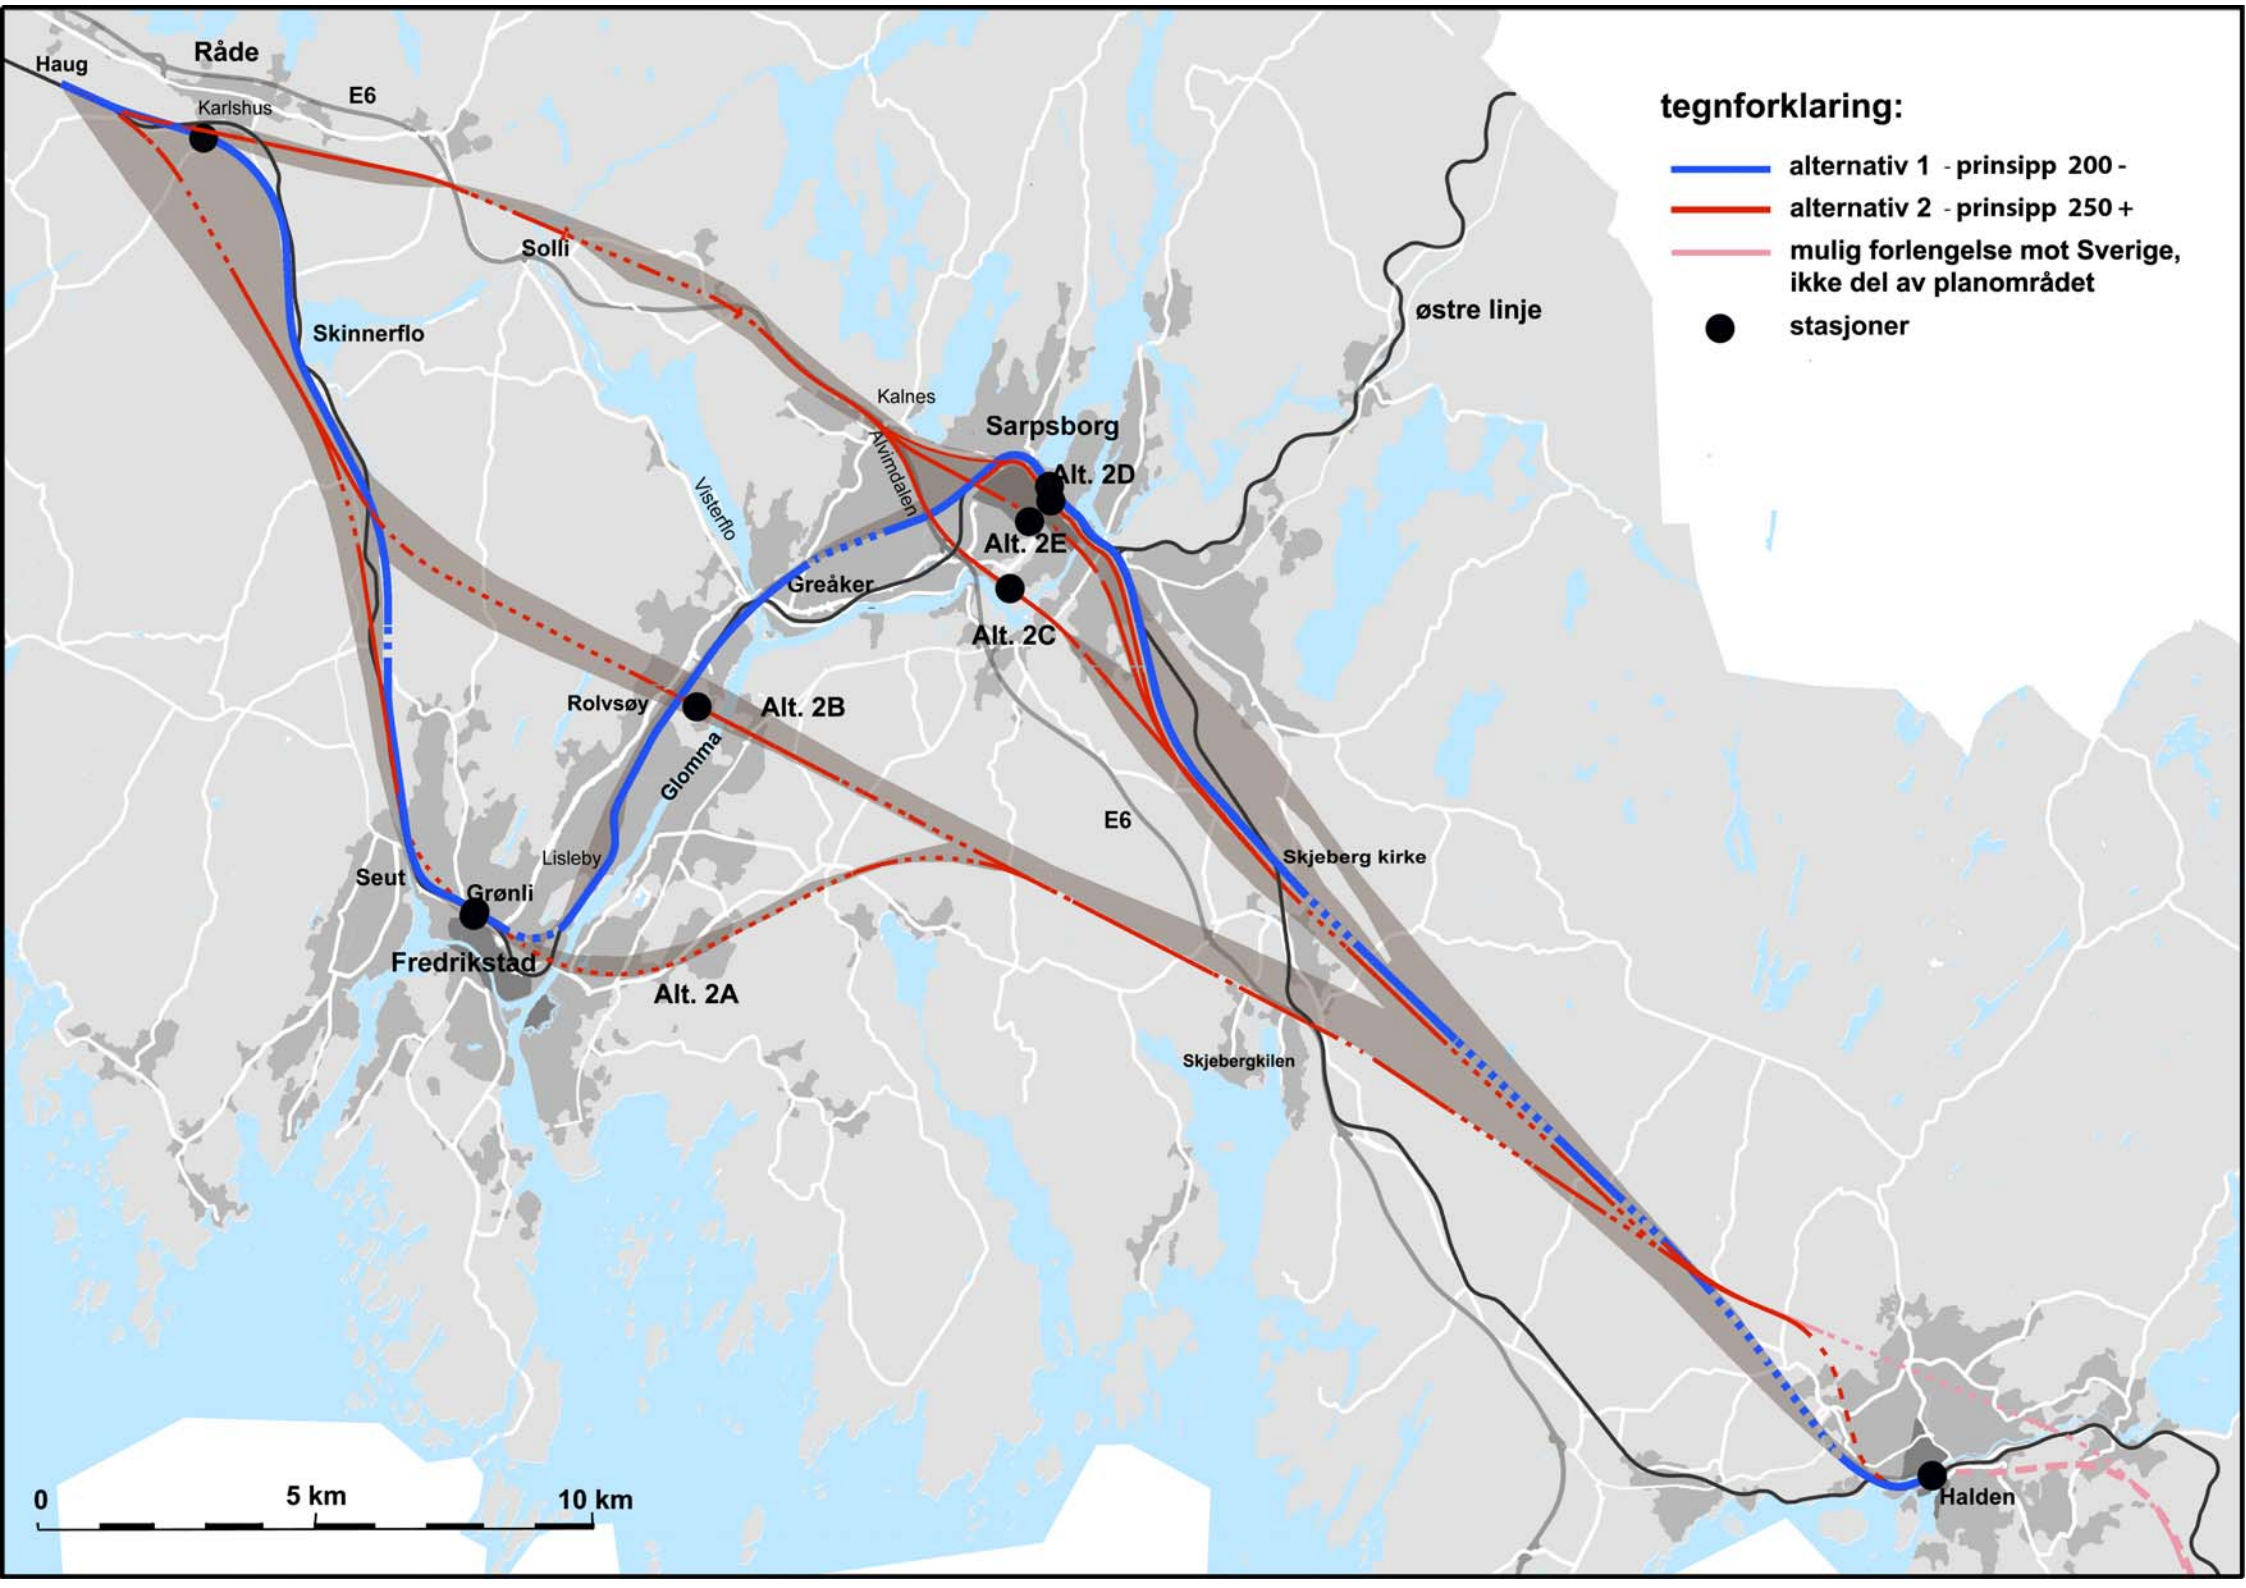 Råde
Haug
E6
Karlshus
tegnforklaring:
alternativ 1 - prinsipp 200 -
alternativ 2 - prinsipp 250 +
mulig forlengelse mot Sverige,
ikke del av planområdet
stasjoner
Solli
østre linje
Skinnerflo
Kalnes
Sarpsborg
Alvimdalen
Alt. 2D
Visterflo
Alt. 2E
Greåker
Alt. 2C
Rolvsøy
Alt. 2B
Glomma
E6
Lisleby
Skjeberg kirke
Seut
Grønli
Fredrikstad
Alt. 2A
Skjebergkilen
0
5 km
10 km
Halden